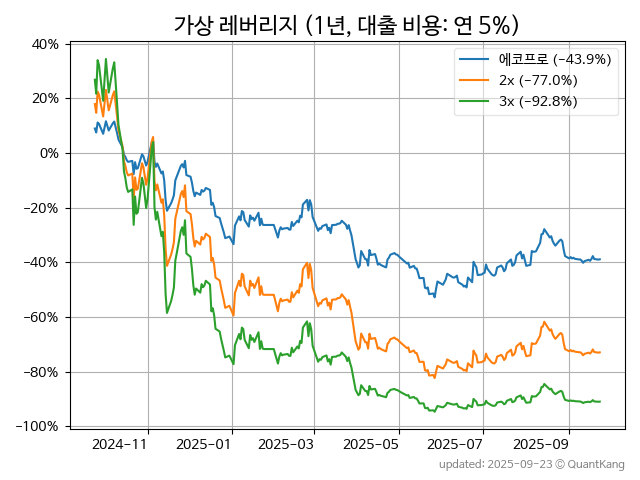 가상 레버리지 (1년, 대출 비용: 연 5%)
에코프로 (-43.9%)
2x (-77.0%)
3x (-92.8%)
40%
20%
0%
-20%
-40%
-60%
-80%
-100%
2024-11
2025-01
2025-03
2025-05
2025-07
2025-09
updated: 2025-09-23 © QuantKang